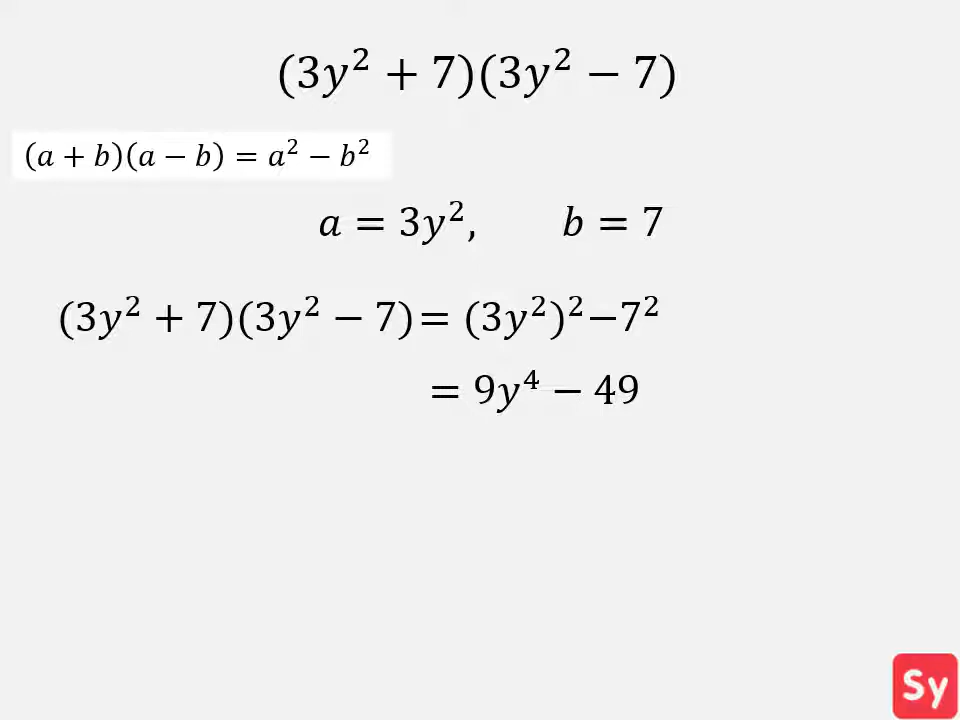 (3y² + 7)(3y² − 7)
(a + b)(a − b) = a² − b²
a = 3y², b = 7
(3y² + 7)(3y² − 7) = (3y²)² − 7²
= 9y⁴ − 49
Sy